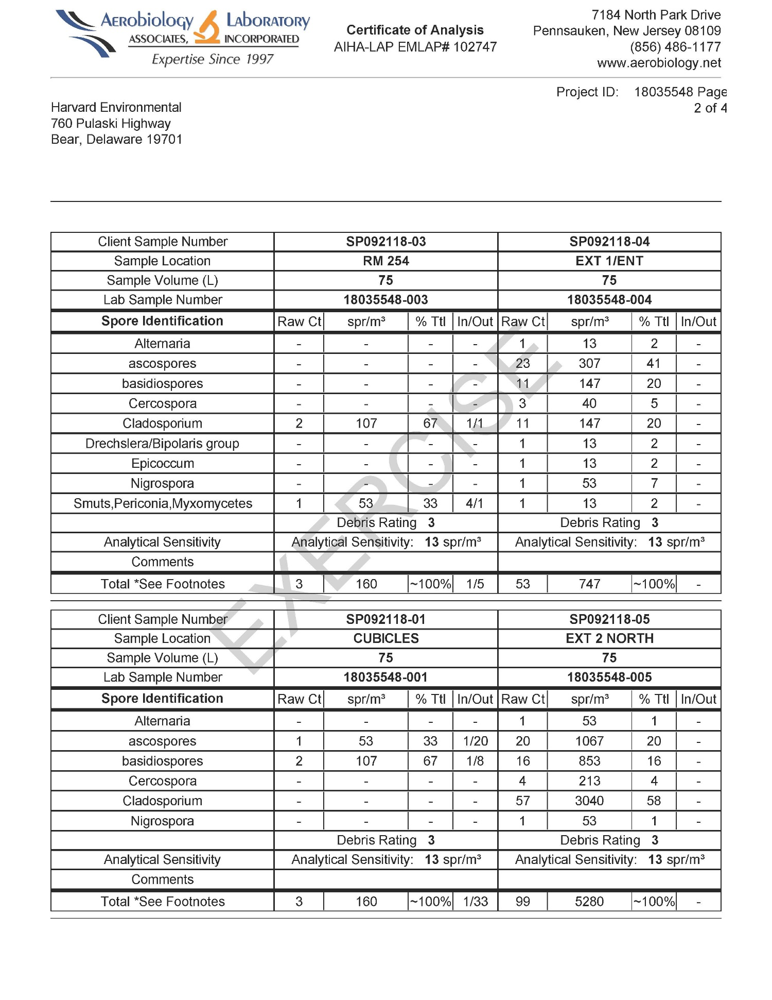 AEROBIOLOGY LABORATORY
ASSOCIATES, INCORPORATED
Expertise Since 1997
Certificate of Analysis
AIHA-LAP EMLAP# 102747
7184 North Park Drive
Pennsauken, New Jersey 08109
(856) 486-1177
www.aerobiology.net
Project ID: 18035548 Page
2 of 4
Harvard Environmental
760 Pulaski Highway
Bear, Delaware 19701
Client Sample Number SP092118-03 SP092118-04
Sample Location RM 254 EXT 1/ENT
Sample Volume (L) 75 75
Lab Sample Number 18035548-003 18035548-004
Spore Identification Raw Ct spr/m³ % Ttl In/Out Raw Ct spr/m³ % Ttl In/Out
Alternaria - - - - 1 13 2 -
ascospores - - - - 23 307 41 -
basidiospores - - - - 11 147 20 -
Cercospora - - - - 3 40 5 -
Cladosporium 2 107 67 1/1 11 147 20 -
Drechslera/Bipolaris group - - - - 1 13 2 -
Epicoccum - - - - 1 13 2 -
Nigrospora - - - - 1 53 7 -
Smuts,Periconia,Myxomycetes 1 53 33 4/1 1 13 2 -
Debris Rating 3 Debris Rating 3
Analytical Sensitivity Analytical Sensitivity: 13 spr/m³ Analytical Sensitivity: 13 spr/m³
Comments
Total *See Footnotes 3 160 ~100% 1/5 53 747 ~100% -
Client Sample Number SP092118-01 SP092118-05
Sample Location CUBICLES EXT 2 NORTH
Sample Volume (L) 75 75
Lab Sample Number 18035548-001 18035548-005
Spore Identification Raw Ct spr/m³ % Ttl In/Out Raw Ct spr/m³ % Ttl In/Out
Alternaria - - - - 1 53 1 -
ascospores 1 53 33 1/20 20 1067 20 -
basidiospores 2 107 67 1/8 16 853 16 -
Cercospora - - - - 4 213 4 -
Cladosporium - - - - 57 3040 58 -
Nigrospora - - - - 1 53 1 -
Debris Rating 3 Debris Rating 3
Analytical Sensitivity Analytical Sensitivity: 13 spr/m³ Analytical Sensitivity: 13 spr/m³
Comments
Total *See Footnotes 3 160 ~100% 1/33 99 5280 ~100% -
EXERCISE